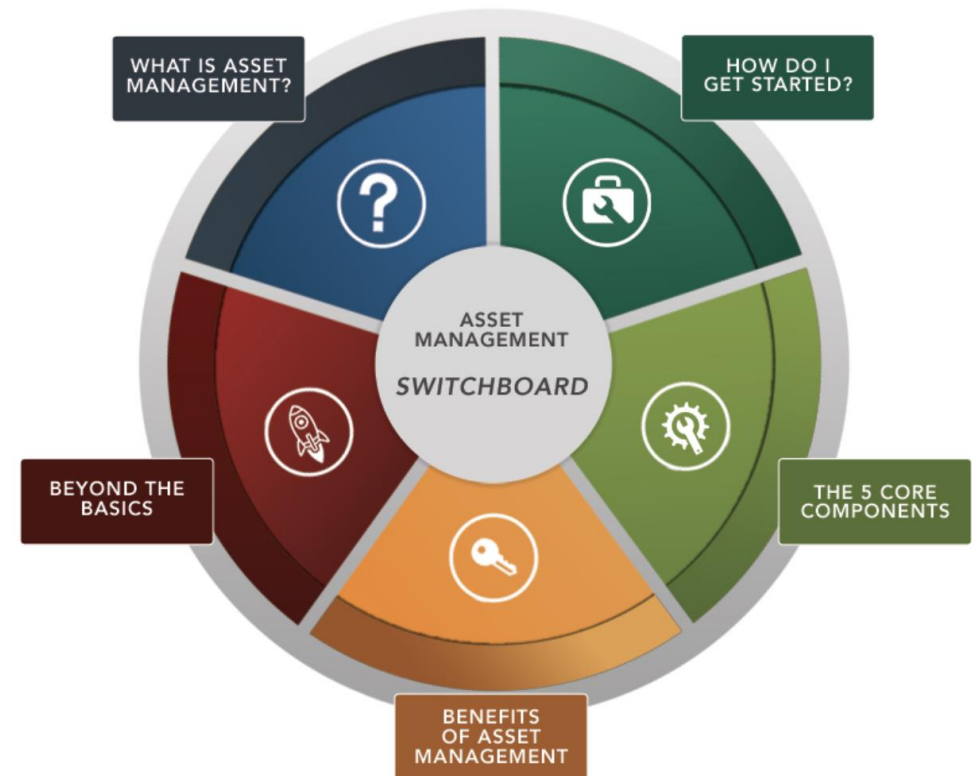 WHAT IS ASSET
MANAGEMENT?
HOW DO I
GET STARTED?
ASSET
MANAGEMENT
SWITCHBOARD
BEYOND THE
BASICS
THE 5 CORE
COMPONENTS
BENEFITS
OF ASSET
MANAGEMENT